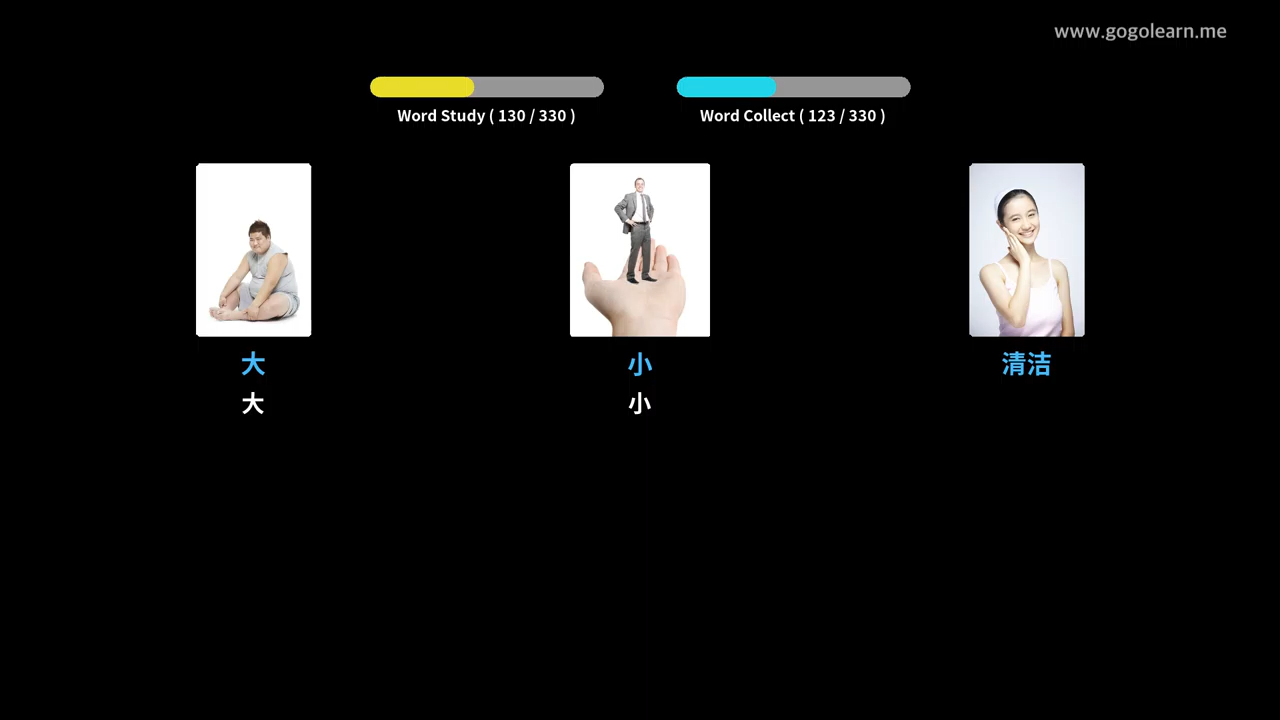 www.gogolearn.me
Word Study ( 130 / 330 )
Word Collect ( 123 / 330 )
大
小
清洁
大
小